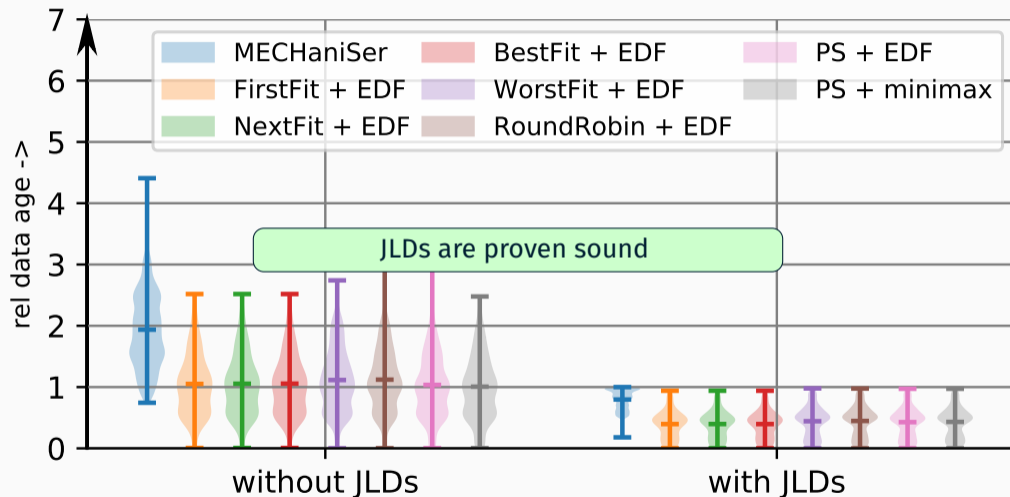 7
6
5
4
3
2
1
0
rel data age ->
MECHaniSer
FirstFit + EDF
NextFit + EDF
BestFit + EDF
WorstFit + EDF
RoundRobin + EDF
PS + EDF
PS + minimax
JLDs are proven sound
without JLDs
with JLDs